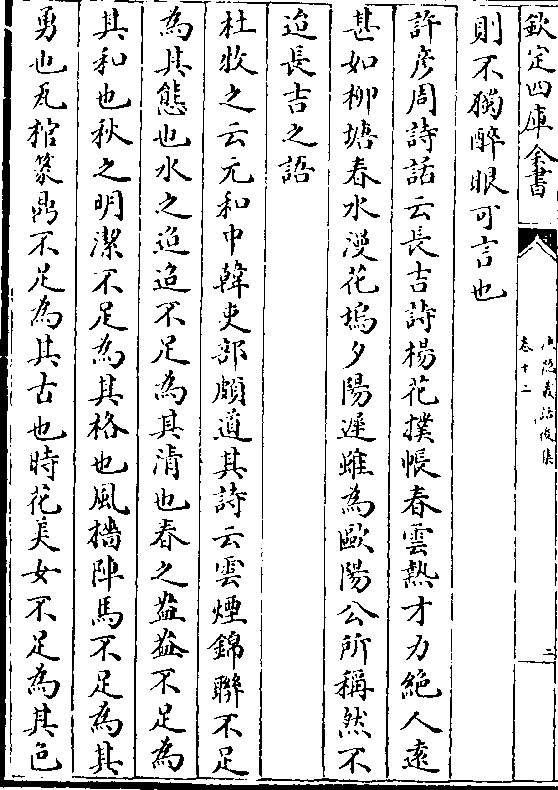 欽定四庫全書
漁隱叢話後集
卷十二
三
則不獨醉眼可言也
許彥周詩話云長吉詩楊花撲帳春雲熱才力絶人遠
甚如柳塘春水漫花塢夕陽遲雖為歐陽公所稱然不
迨長吉之語
杜牧之云元和中韓吏部頗道其詩云雲煙錦聨不足
為其態也水之迢迢不足為其清也春之盎盎不足為
其和也秋之明潔不足為其格也風檣陣馬不足為其
勇也瓦棺篆鼎不足為其古也時花美女不足為其色